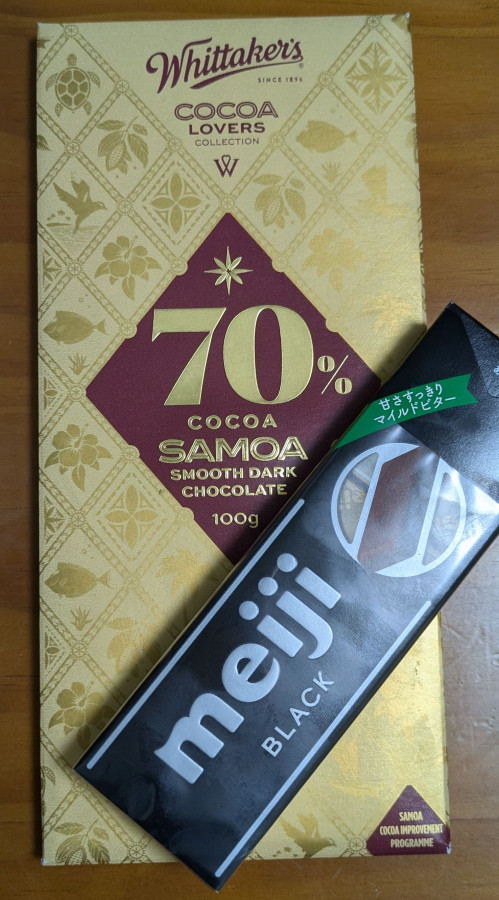 Whittaker's
SINCE 1896
COCOA
LOVERS
COLLECTION
W
70%
COCOA
SAMOA
SMOOTH DARK
CHOCOLATE
100g
甘さすっきり
マイルドビター
meiji
BLACK
SAMOA
COCOA IMPROVEMENT
PROGRAMME